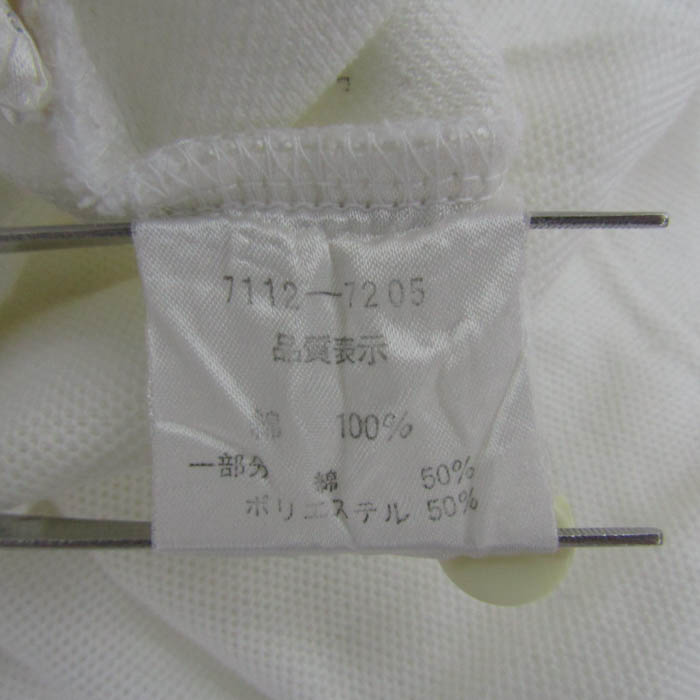 7112-7205
品質表示
綿 100%
一部分 綿 50%
ポリエステル 50%